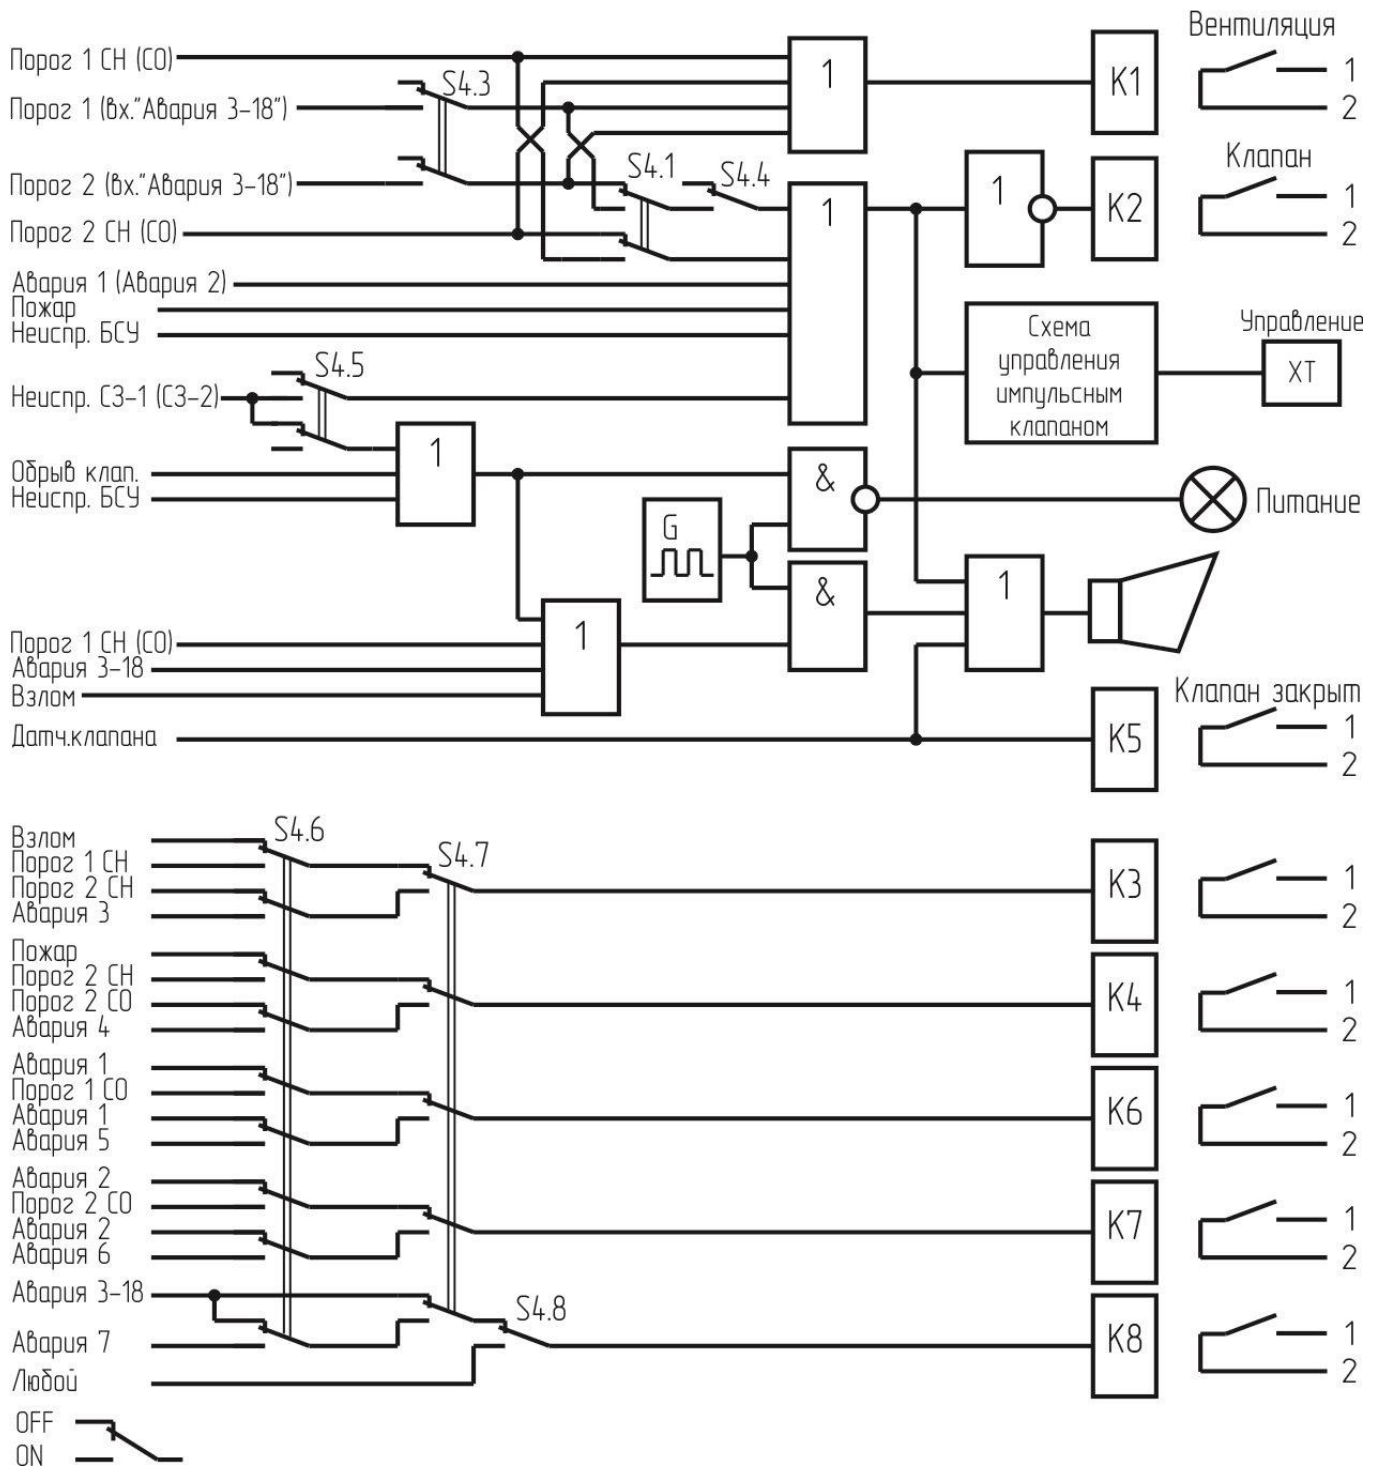 Порог 1 СН (СО)
Порог 1 (вх."Авария 3-18")
Порог 2 (вх."Авария 3-18")
Порог 2 СН (СО)
Авария 1 (Авария 2)
Пожар
Неиспр. БСУ
Неиспр. СЗ-1 (СЗ-2)
Обрыв клап.
Неиспр. БСУ
Порог 1 СН (СО)
Авария 3-18
Взлом
Датч.клапана
S4.3
S4.1
S4.4
S4.5
1
1
1
1
1
1
&
&
G
Схема
управления
импульсным
клапаном
K1
Вентиляция
1
2
K2
Клапан
1
2
Управление
XT
Питание
K5
Клапан закрыт
1
2
Взлом
Порог 1 СН
Порог 2 СН
Авария 3
S4.6
S4.7
K3
1
2
Пожар
Порог 2 СН
Порог 2 СО
Авария 4
K4
1
2
Авария 1
Порог 1 СО
Авария 1
Авария 5
K6
1
2
Авария 2
Порог 2 СО
Авария 2
Авария 6
K7
1
2
Авария 3-18
Авария 7
Любой
S4.8
K8
1
2
OFF
ON